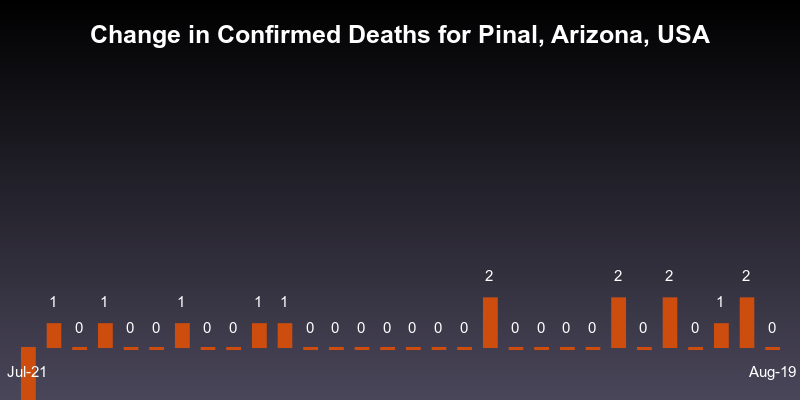 Change in Confirmed Deaths for Pinal, Arizona, USA
1 0 1 0 0 1 0 0 1 1 0 0 0 0 0 0 0 2 0 0 0 0 2 0 2 0 1 2 0
Jul-21 Aug-19